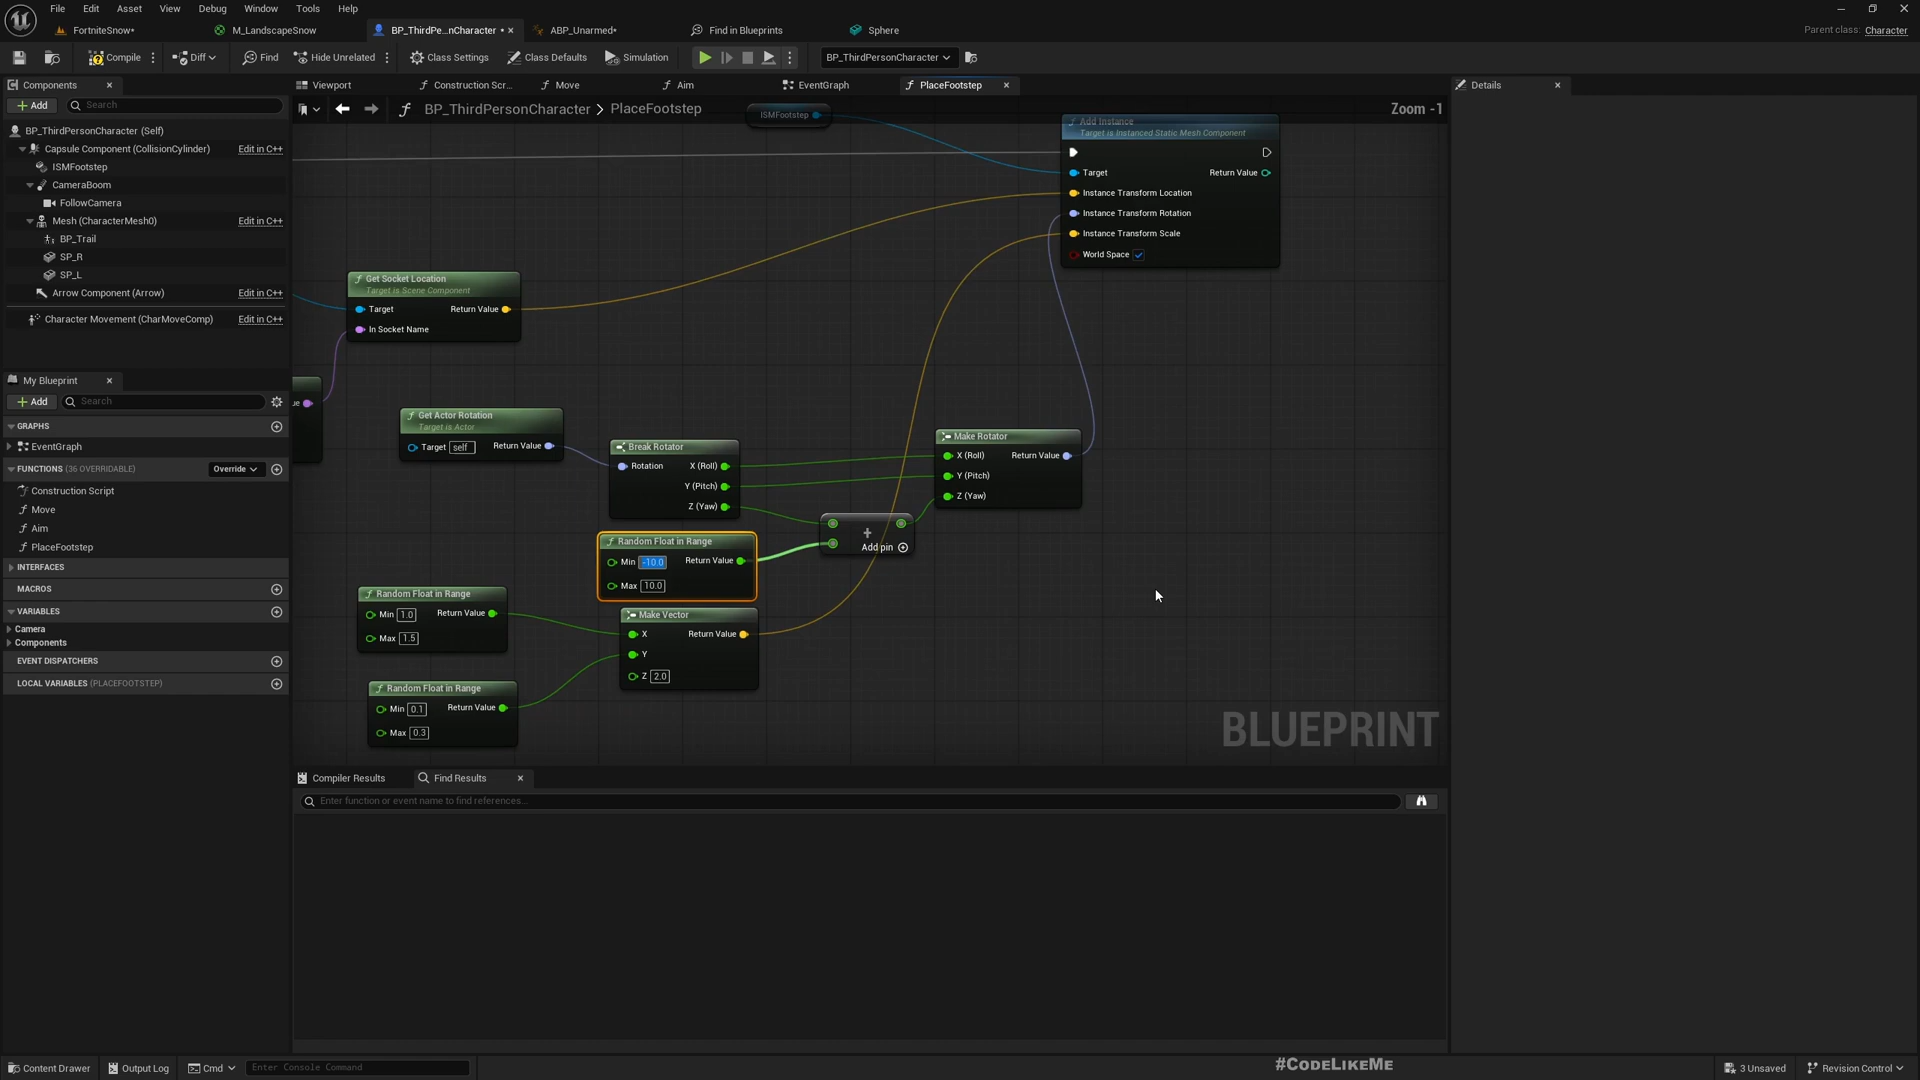 File Edit Asset View Debug Window Tools Help
FortniteSnow* M_LandscapeSnow BP_ThirdPe...nCharacter • ABP_Unarmed* Find in Blueprints Sphere
Parent class: Character
Compile Diff Find Hide Unrelated Class Settings Class Defaults Simulation BP_ThirdPersonCharacter
Components
Viewport Construction Scr... Move Aim EventGraph PlaceFootstep
Details
Add Search
BP_ThirdPersonCharacter > PlaceFootstep
Zoom -1
BP_ThirdPersonCharacter (Self)
Capsule Component (CollisionCylinder) Edit in C++
ISMFootstep
CameraBoom
FollowCamera
Mesh (CharacterMesh0) Edit in C++
BP_Trail
SP_R
SP_L
Arrow Component (Arrow) Edit in C++
Character Movement (CharMoveComp) Edit in C++
My Blueprint
Add Search
GRAPHS
EventGraph
FUNCTIONS (36 OVERRIDABLE) Override
Construction Script
Move
Aim
PlaceFootstep
INTERFACES
MACROS
VARIABLES
Camera
Components
EVENT DISPATCHERS
LOCAL VARIABLES (PLACEFOOTSTEP)
ISMFootstep
Add Instance
Target is Instanced Static Mesh Component
Target Return Value
Instance Transform Location
Instance Transform Rotation
Instance Transform Scale
World Space
Get Socket Location
Target is Scene Component
Target Return Value
In Socket Name
Get Actor Rotation
Target is Actor
Target self Return Value
Break Rotator
Rotation X (Roll)
Y (Pitch)
Z (Yaw)
Make Rotator
X (Roll) Return Value
Y (Pitch)
Z (Yaw)
+
Add pin
Random Float in Range
Min -10.0 Return Value
Max 10.0
Random Float in Range
Min 1.0 Return Value
Max 1.5
Make Vector
X Return Value
Y
Z 2.0
Random Float in Range
Min 0.1 Return Value
Max 0.3
BLUEPRINT
Compiler Results Find Results
Enter function or event name to find references...
Content Drawer Output Log Cmd Enter Console Command
#CODELIKEME
3 Unsaved Revision Control